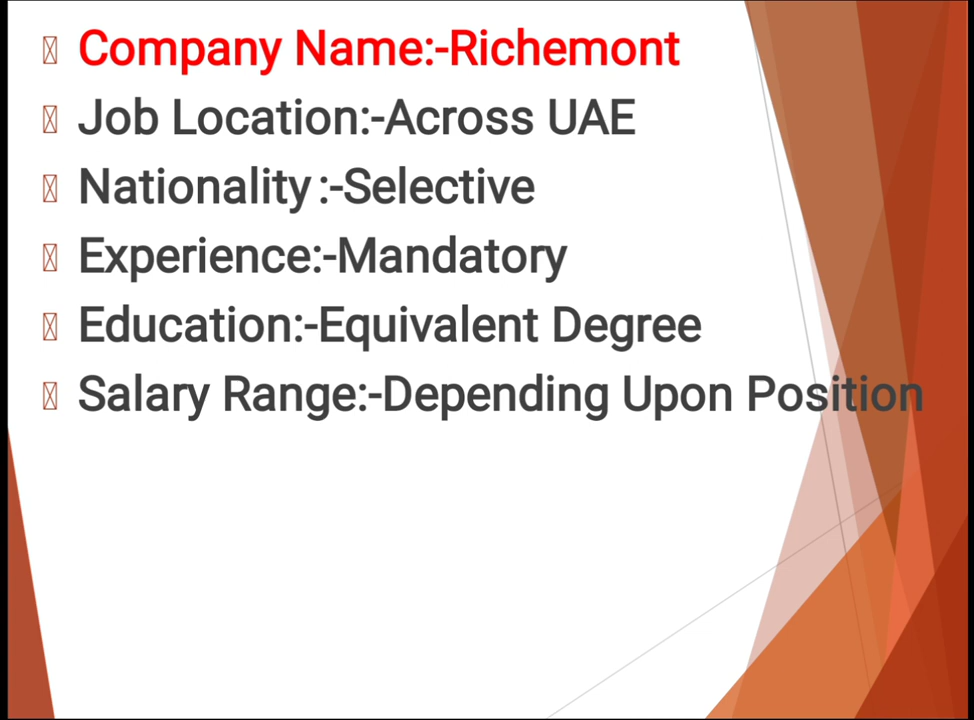 Company Name:-Richemont
Job Location:-Across UAE
Nationality :-Selective
Experience:-Mandatory
Education:-Equivalent Degree
Salary Range:-Depending Upon Position